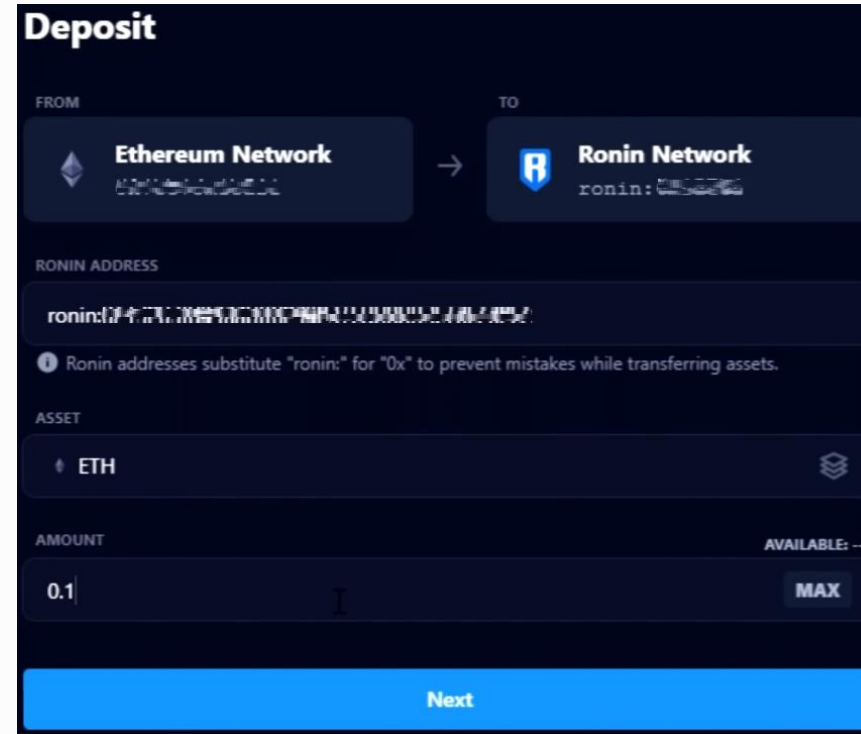 Deposit
FROM
TO
Ethereum Network
Ronin Network
ronin:
RONIN ADDRESS
ronin:
Ronin addresses substitute "ronin:" for "0x" to prevent mistakes while transferring assets.
ASSET
ETH
AMOUNT
AVAILABLE: --
0.1
MAX
Next